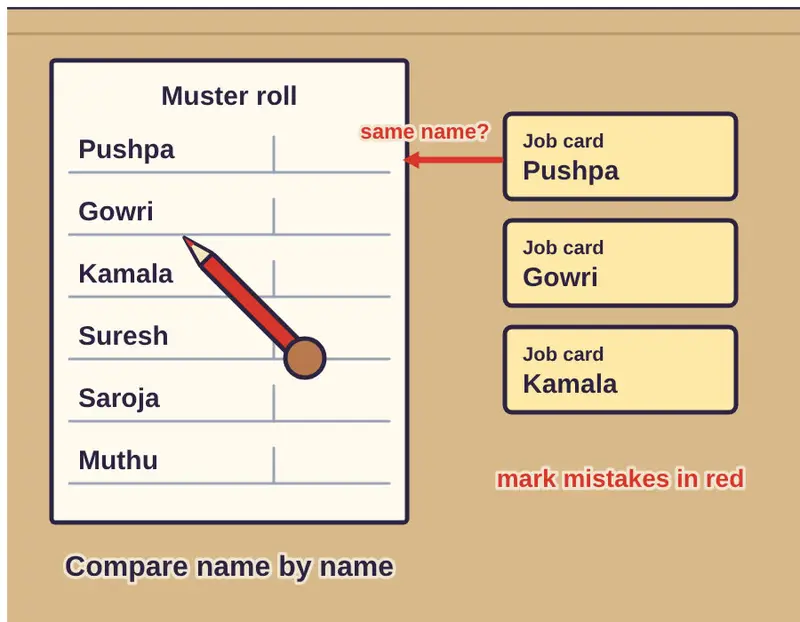 Muster roll
Pushpa
Gowri
Kamala
Suresh
Saroja
Muthu
same name?
Job card
Pushpa
Job card
Gowri
Job card
Kamala
mark mistakes in red
Compare name by name